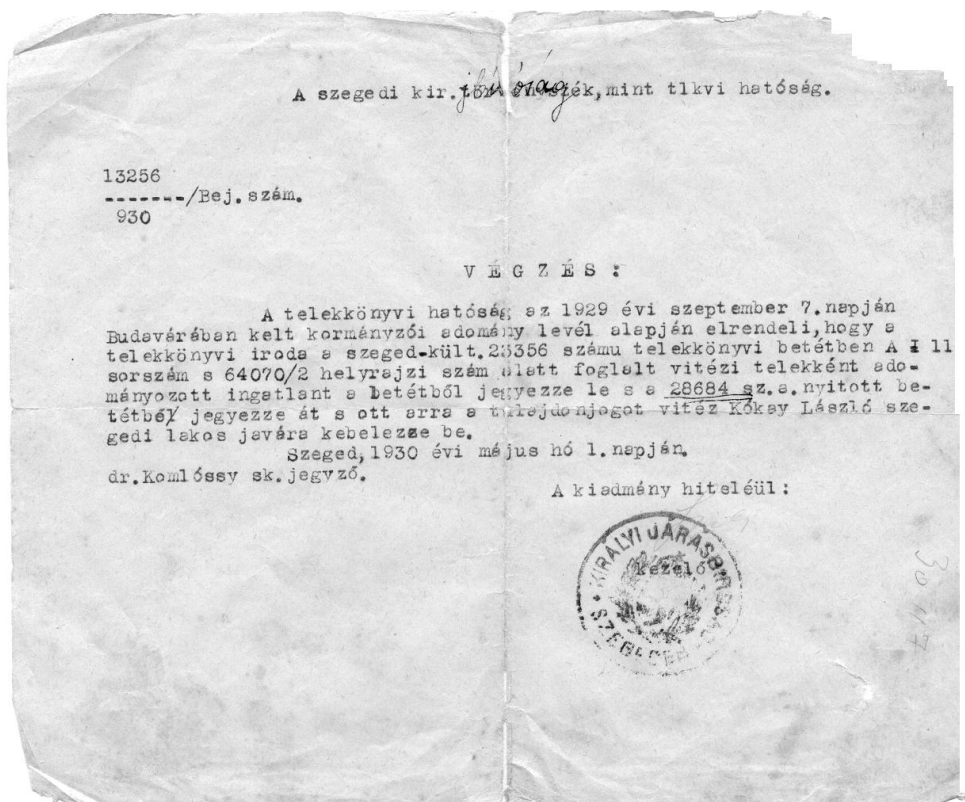 A szegedi kir. járásbíróság, mint tlkvi hatóság.
13256
-------/Bej.szám.
930
VÉGZÉS:
A telekkönyvi hatóság az 1929 évi szeptember 7.napján
Budavárában kelt kormányzói adomány levél alapján elrendeli,hogy a
telekkönyvi iroda a szeged-kült.23356 számu telekkönyvi betétben A I 11
sorszám s 64070/2 helyrajzi szám alatt foglalt vitézi telekként ado-
mányozott ingatlant a betétből jegyezze le s a 28684 sz.a.nyitott be-
tétbe jegyezze át s ott arra a tulajdonjogot vitéz Kókay László sze-
gedi lakos javára kebelezze be.
Szeged,1930 évi május hó 1.napján.
dr.Komlóssy sk.jegyző.
A kiadmány hiteléül:
KIRÁLYI JÁRÁSBIRÓSÁG
kezelő
SZEGEDEN